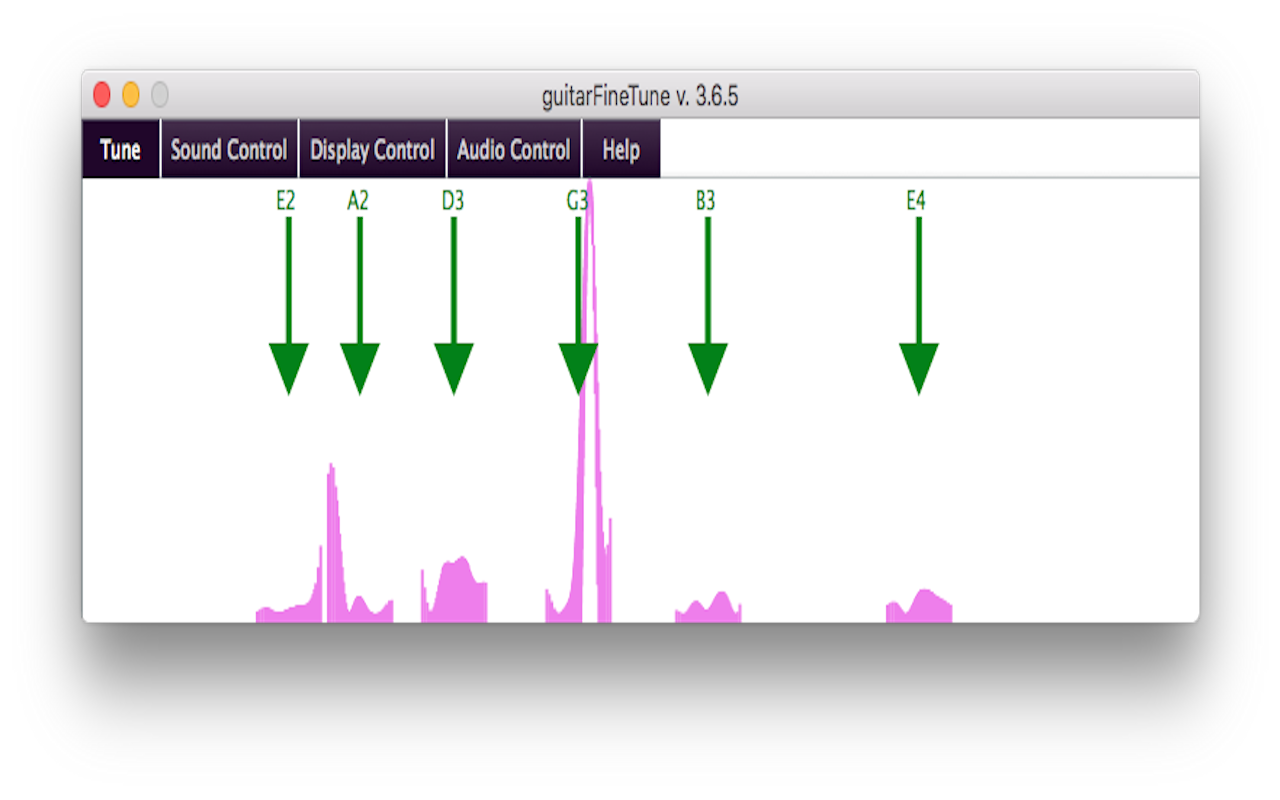 guitarFineTune v. 3.6.5
Tune Sound Control Display Control Audio Control Help
E2 A2 D3 G3 B3 E4